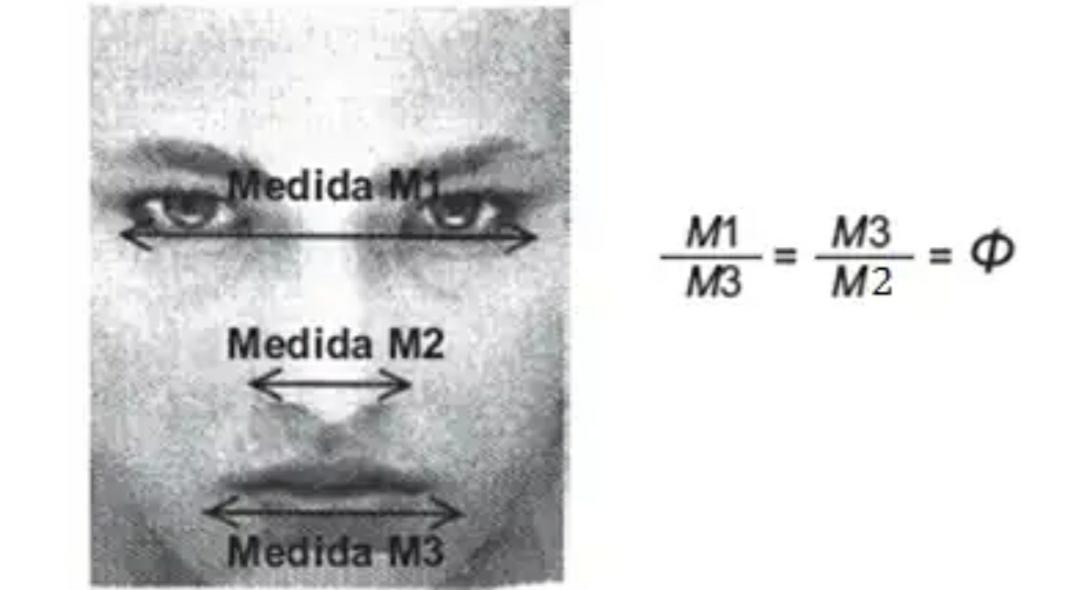 Medida M1
Medida M2
Medida M3
M1/M3 = M3/M2 = Φ